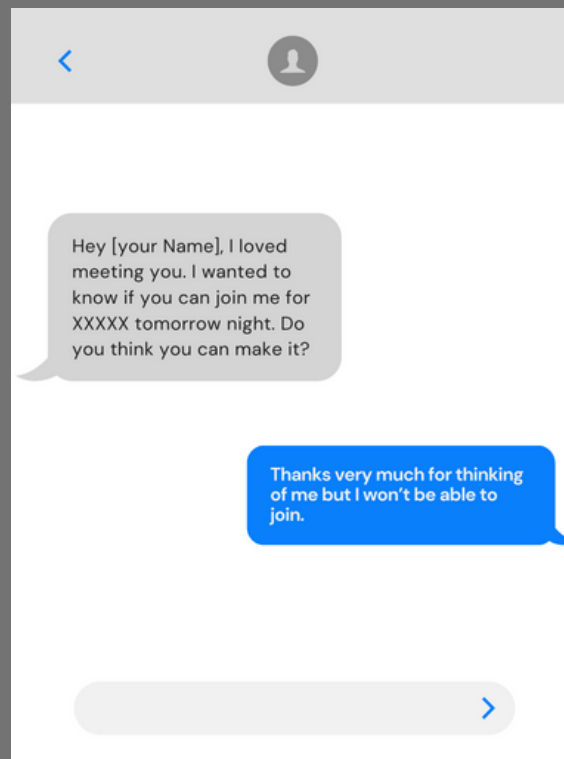 Hey [your Name], I loved
meeting you. I wanted to
know if you can join me for
XXXXX tomorrow night. Do
you think you can make it?
Thanks very much for thinking
of me but I won’t be able to
join.